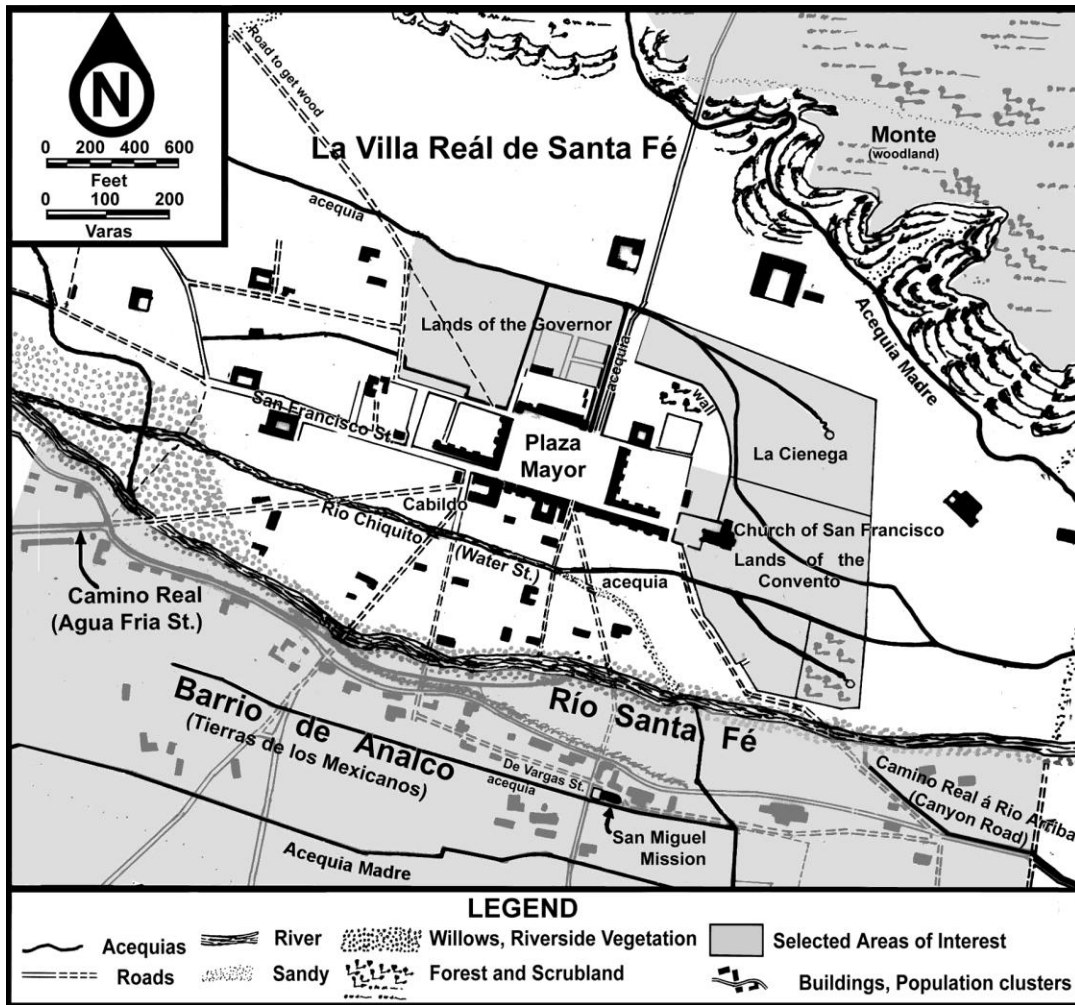 N
0 200 400 600
Feet
0 100 200
Varas
Road to get wood
La Villa Reál de Santa Fé
Monte
(woodland)
acequia
Lands of the Governor
acequia
Acequia Madre
wall
San Francisco St.
Plaza
Mayor
La Cienega
Cabildo
Church of San Francisco
Rio Chiquito
(Water St.)
Lands of the
Convento
acequia
Camino Real
(Agua Fria St.)
Río Santa Fé
Barrio de Analco
(Tierras de los Mexicanos)
De Vargas St.
acequia
Camino Real á Rio Arriba
(Canyon Road)
San Miguel
Mission
Acequia Madre
LEGEND
Acequias
River
Willows, Riverside Vegetation
Selected Areas of Interest
Roads
Sandy
Forest and Scrubland
Buildings, Population clusters